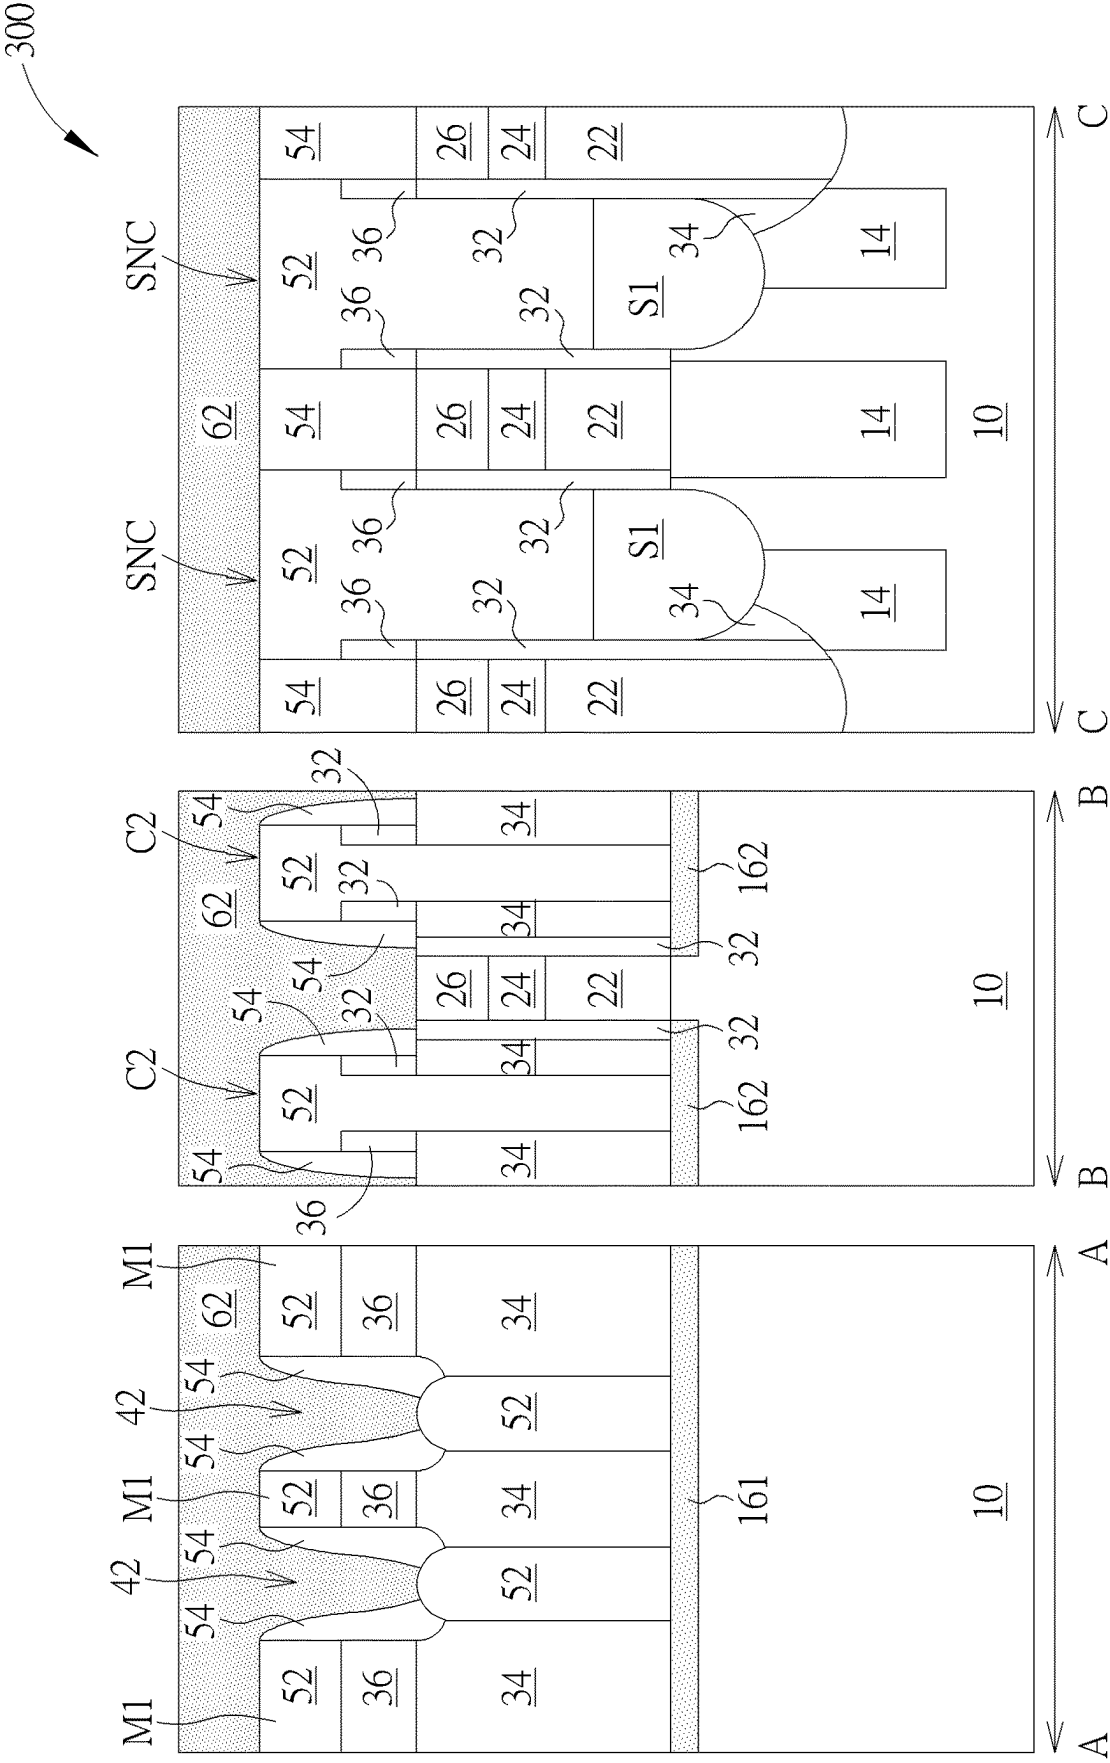 300
M1 42 M1 42 M1 C2 C2 SNC SNC
54 54 54 54 62 54 62 54 62
54
52 52 52 36 52 54 52 54 52 54 52 54
32
36 36 36 32 32 36 36 36 36
26 26 26 26
32 32
34 52 34 52 34 34 34 24 34 34 24 24 24
32 32
22 22 22 22
S1 S1
34 34
161 162 32 32 162
14 14 14
10 10 10
A A B B C C